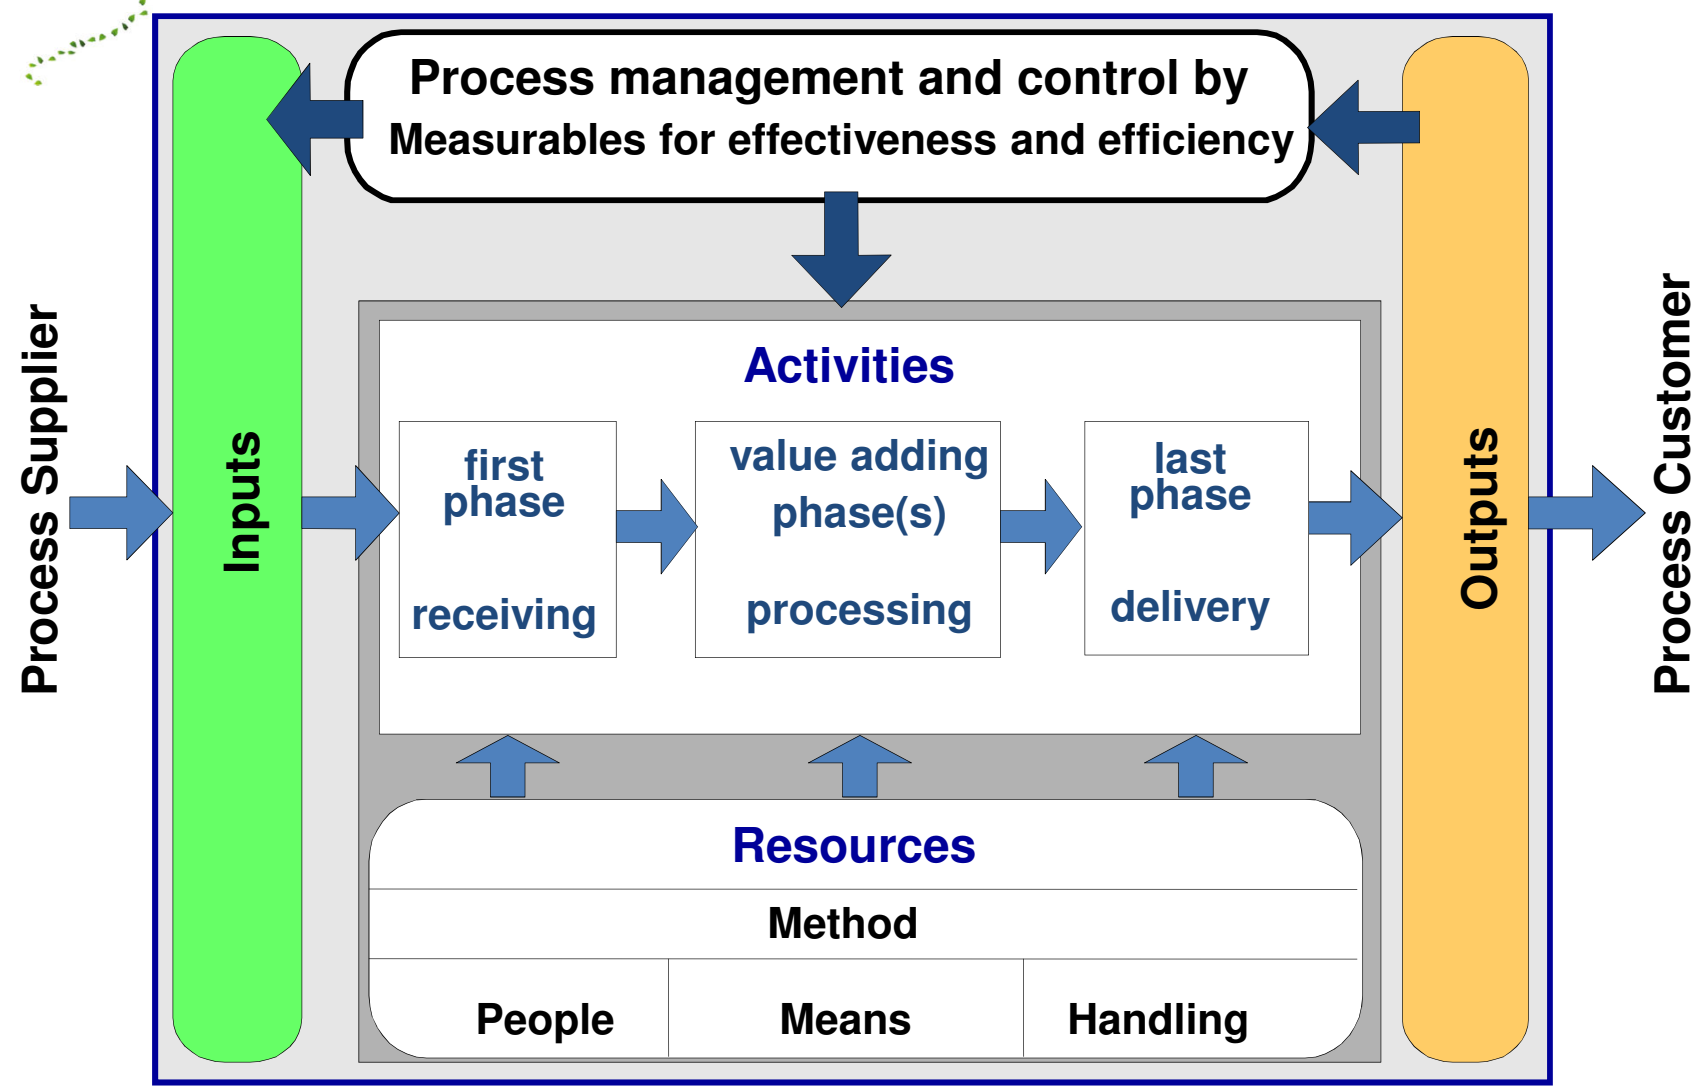 Process management and control by
Measurables for effectiveness and efficiency
Process Supplier
Inputs
Activities
first
phase
receiving
value adding
phase(s)
processing
last
phase
delivery
Outputs
Process Customer
Resources
Method
People
Means
Handling